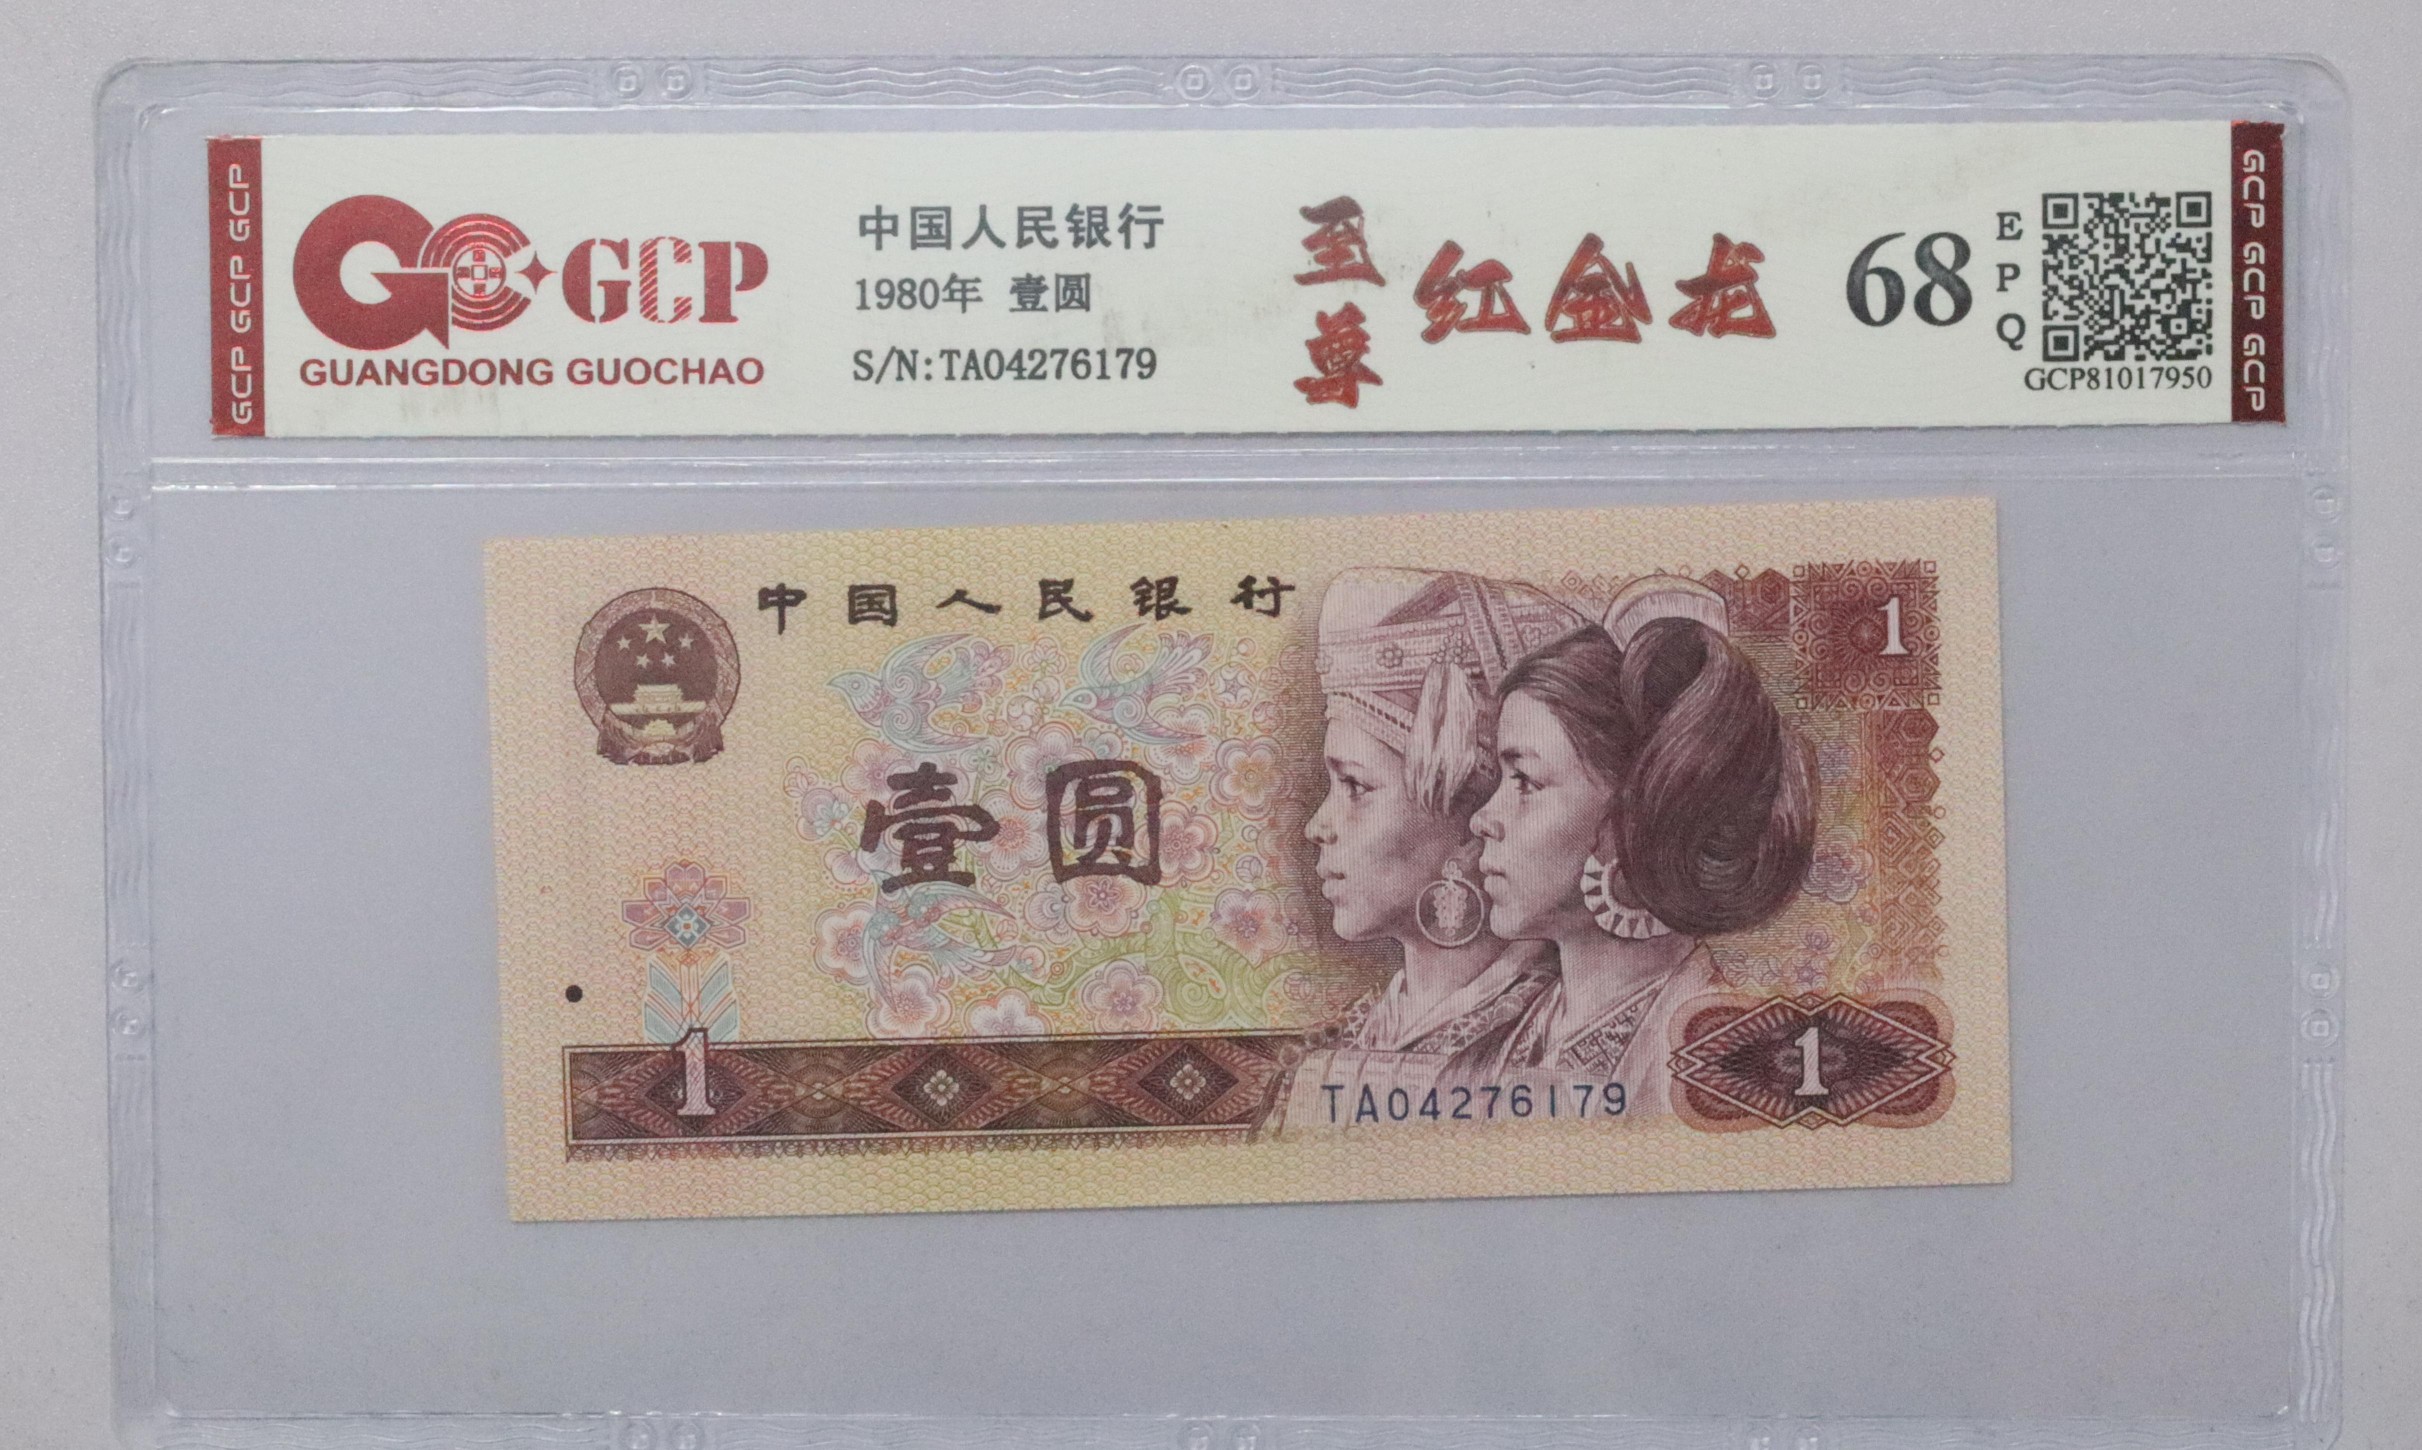 GCP GCP GCP
GCP
GUANGDONG GUOCHAO
中国人民银行
1980年 壹圆
S/N:TA04276179
至尊
红金龙
68
EPQ
GCP81017950
GCP GCP GCP
中国人民银行
1
壹圆
1
TA04276179
1